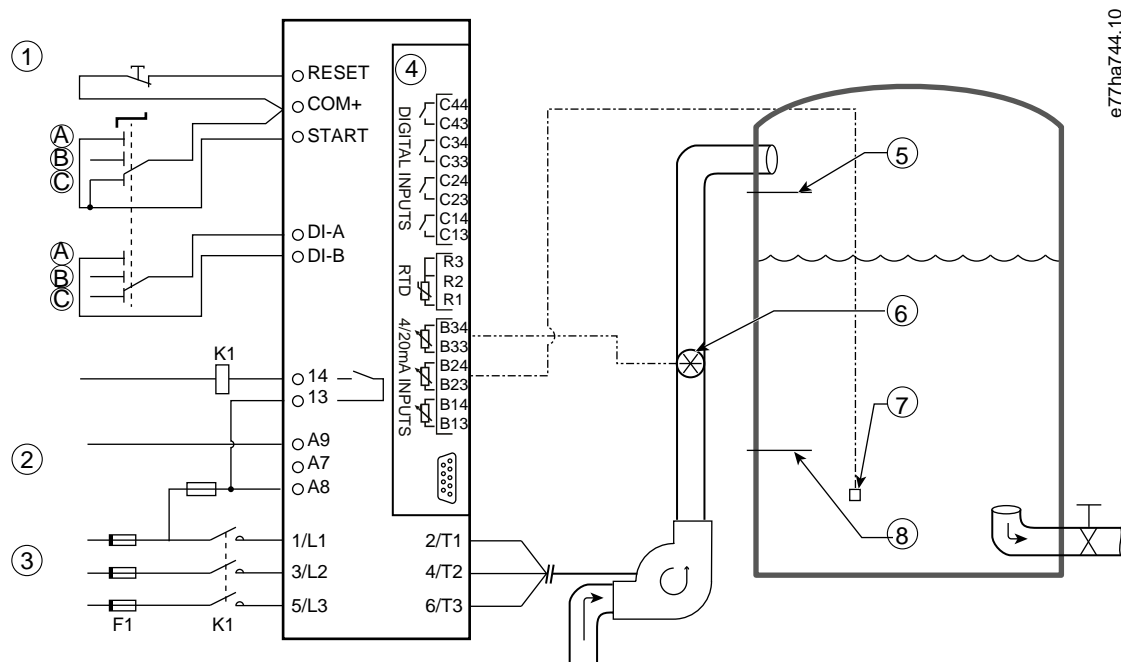 e77ha744.10
1
RESET
COM+
START
A
B
C
DI-A
DI-B
A
B
C
K1
14
13
2
A9
A7
A8
3
1/L1
3/L2
5/L3
F1
K1
2/T1
4/T2
6/T3
4
DIGITAL INPUTS
C44
C43
C34
C33
C24
C23
C14
C13
RTD
R3
R2
R1
4/20mA INPUTS
B34
B33
B24
B23
B14
B13
5
6
7
8